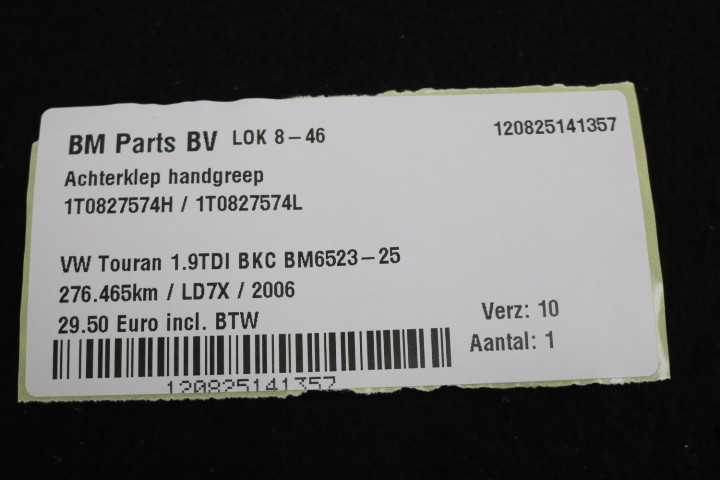 BM Parts BV LOK 8-46 120825141357
Achterklep handgreep
1T0827574H / 1T0827574L
VW Touran 1.9TDI BKC BM6523-25
276.465km / LD7X / 2006
29.50 Euro incl. BTW
Verz: 10
Aantal: 1
120825141357